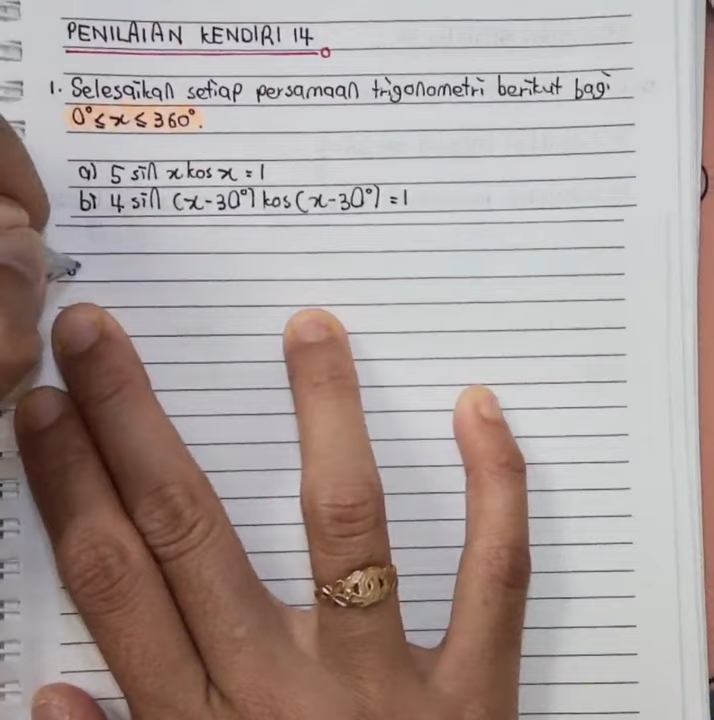 PENILAIAN KENDIRI 14
1. Selesaikan setiap persamaan trigonometri berikut bagi
0° ≤ x ≤ 360°.
a) 5 sin x kos x = 1
b) 4 sin (x-30°) kos (x-30°) = 1